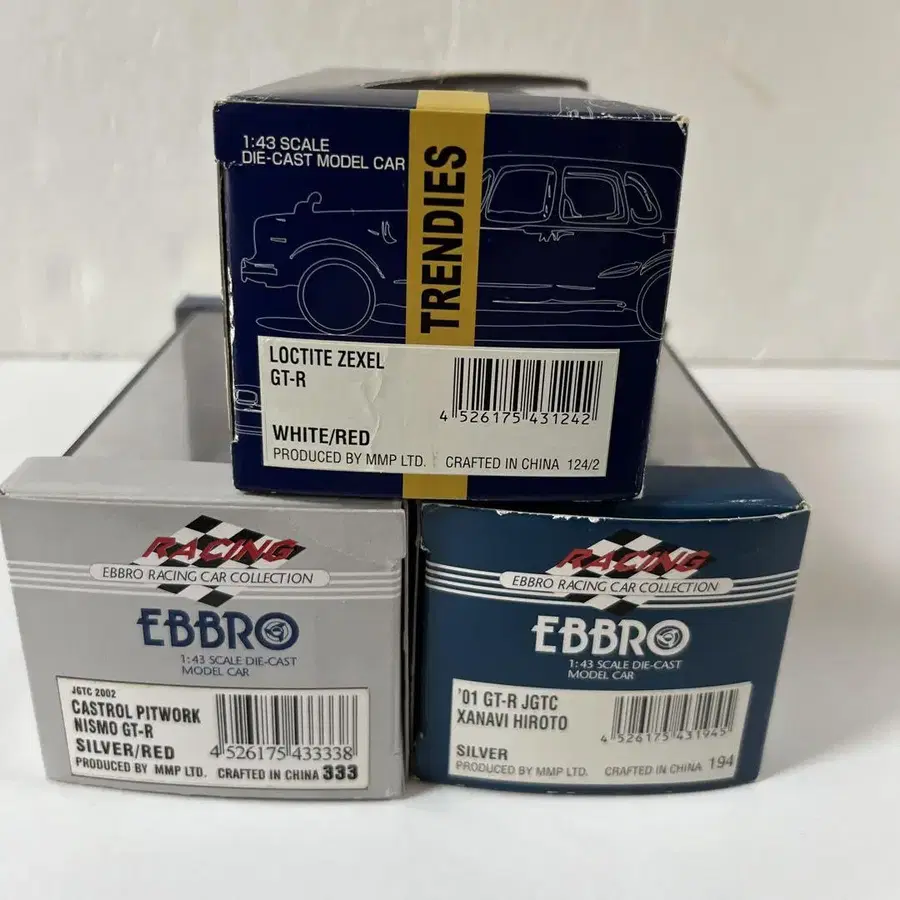 1:43 SCALE
DIE-CAST MODEL CAR
TRENDIES
LOCTITE ZEXEL
GT-R
WHITE/RED
4 526175 431242
PRODUCED BY MMP LTD. CRAFTED IN CHINA 124/2
RACING
EBBRO RACING CAR COLLECTION
EBBRO
1:43 SCALE DIE-CAST
MODEL CAR
JGTC 2002
CASTROL PITWORK
NISMO GT-R
SILVER/RED
4 526175 433338
PRODUCED BY MMP LTD. CRAFTED IN CHINA 333
RACING
EBBRO RACING CAR COLLECTION
EBBRO
1:43 SCALE DIE-CAST
MODEL CAR
'01 GT-R JGTC
XANAVI HIROTO
4 526175 431945
SILVER
PRODUCED BY MMP LTD. CRAFTED IN CHINA 194